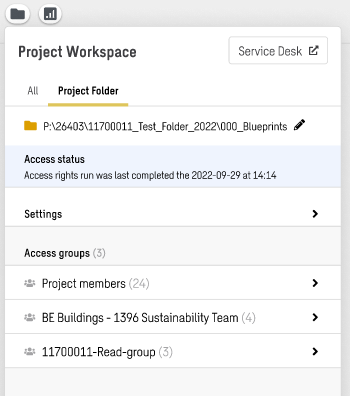 Project Workspace
Service Desk
All
Project Folder
P:\26403\11700011_Test_Folder_2022\000_Blueprints
Access status
Access rights run was last completed the 2022-09-29 at 14:14
Settings
Access groups (3)
Project members (24)
BE Buildings - 1396 Sustainability Team (4)
11700011-Read-group (3)